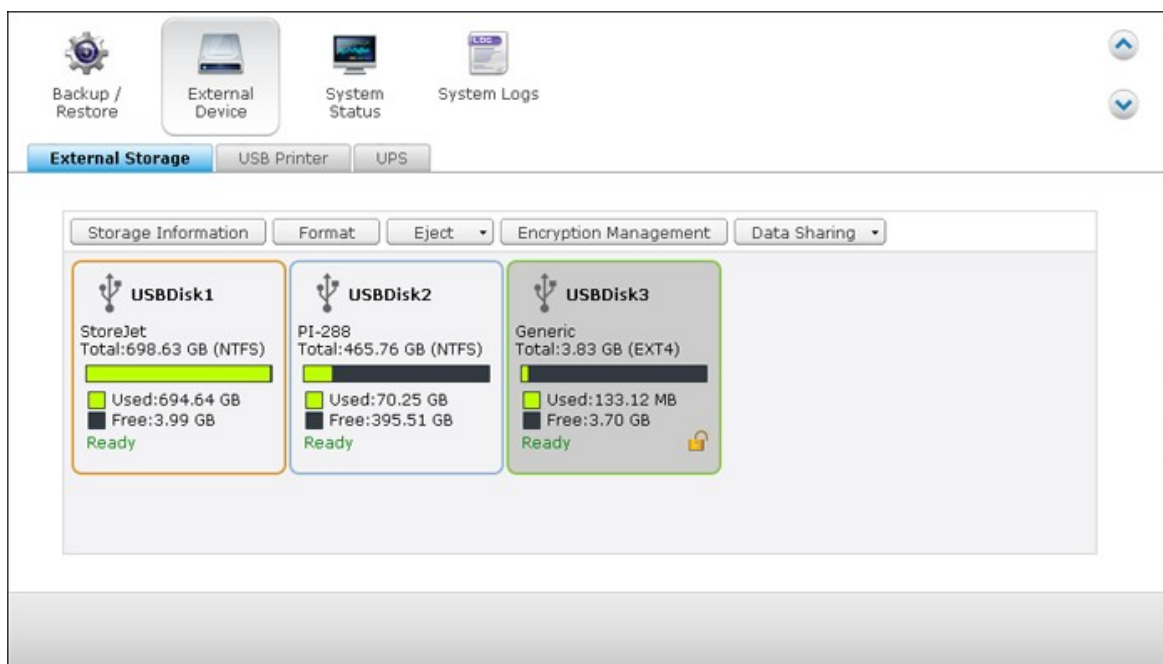 LOG
Backup /
Restore
External
Device
System
Status
System Logs
External Storage
USB Printer
UPS
Storage Information
Format
Eject
Encryption Management
Data Sharing
USBDisk1
StoreJet
Total:698.63 GB (NTFS)
Used:694.64 GB
Free:3.99 GB
Ready
USBDisk2
PI-288
Total:465.76 GB (NTFS)
Used:70.25 GB
Free:395.51 GB
Ready
USBDisk3
Generic
Total:3.83 GB (EXT4)
Used:133.12 MB
Free:3.70 GB
Ready